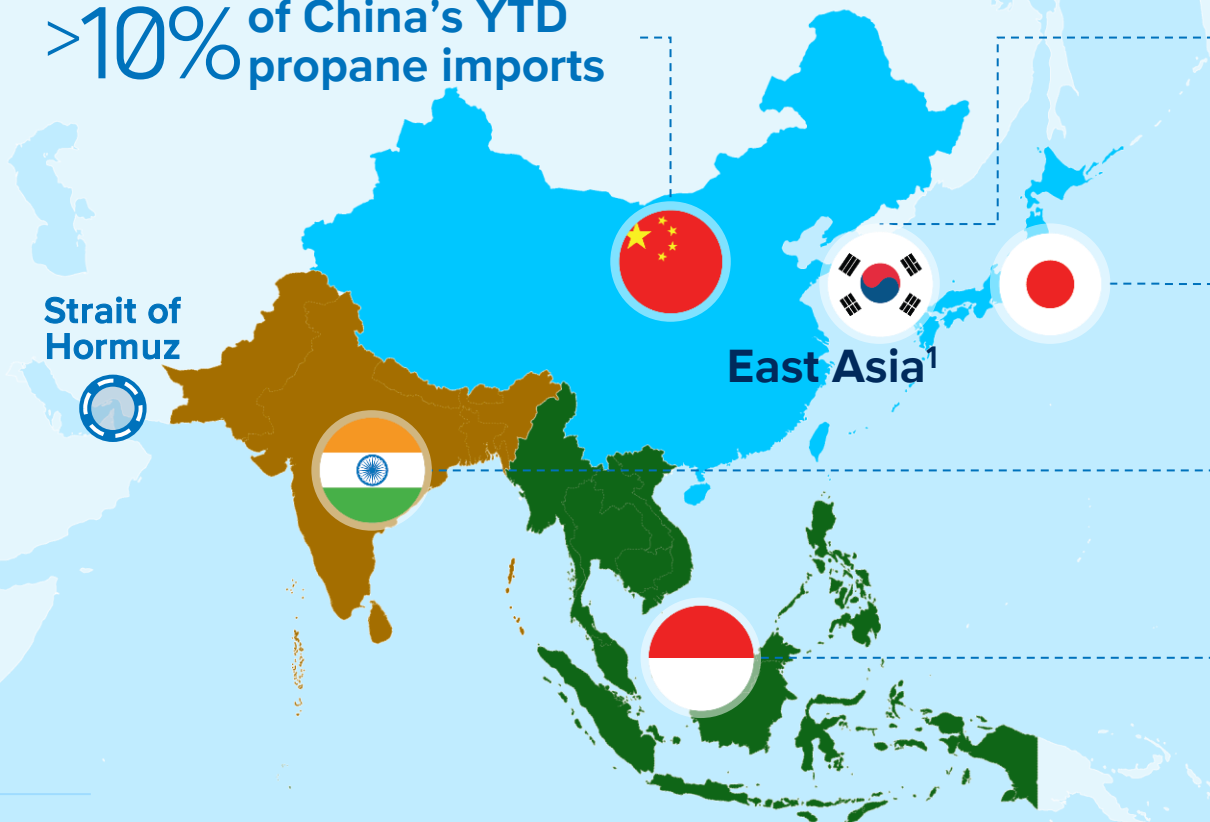 >10% of China’s YTD
propane imports
Strait of
Hormuz
East Asia¹